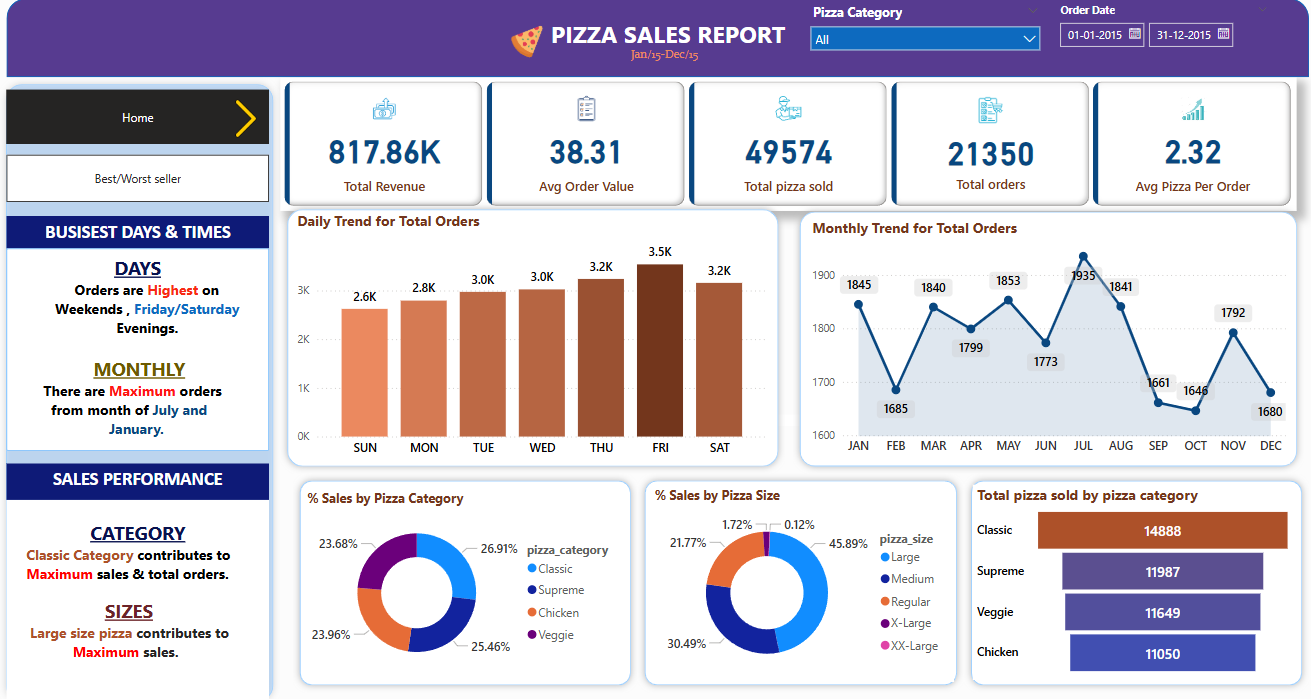 PIZZA SALES REPORT
Jan/15-Dec/15
Pizza Category
All
Order Date
01-01-2015
31-12-2015
Home
Best/Worst seller
817.86K
Total Revenue
38.31
Avg Order Value
49574
Total pizza sold
21350
Total orders
2.32
Avg Pizza Per Order
BUSISEST DAYS & TIMES
DAYS
Orders are Highest on
Weekends , Friday/Saturday
Evenings.
MONTHLY
There are Maximum orders
from month of July and
January.
SALES PERFORMANCE
CATEGORY
Classic Category contributes to
Maximum sales & total orders.
SIZES
Large size pizza contributes to
Maximum sales.
Daily Trend for Total Orders
3K
2K
1K
0K
2.6K
2.8K
3.0K
3.0K
3.2K
3.5K
3.2K
SUN MON TUE WED THU FRI SAT
Monthly Trend for Total Orders
1900
1800
1700
1600
1845
1685
1840
1799
1853
1773
1935
1841
1661
1646
1792
1680
JAN FEB MAR APR MAY JUN JUL AUG SEP OCT NOV DEC
% Sales by Pizza Category
23.68%
26.91%
23.96%
25.46%
pizza_category
Classic
Supreme
Chicken
Veggie
% Sales by Pizza Size
1.72%
0.12%
21.77%
45.89%
30.49%
pizza_size
Large
Medium
Regular
X-Large
XX-Large
Total pizza sold by pizza category
Classic 14888
Supreme 11987
Veggie 11649
Chicken 11050